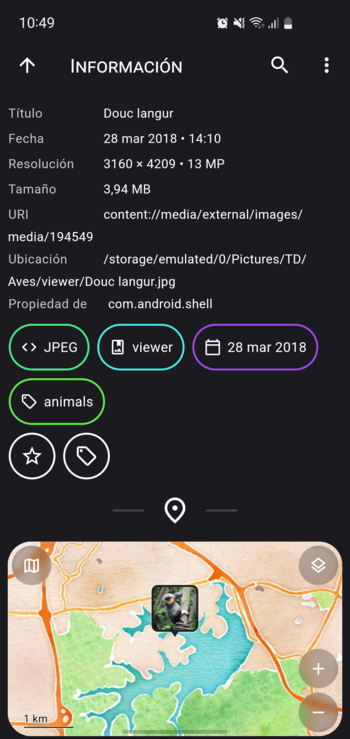 10:49
INFORMACIÓN
Título Douc langur
Fecha 28 mar 2018 • 14:10
Resolución 3160 × 4209 • 13 MP
Tamaño 3,94 MB
URI content://media/external/images/
media/194549
Ubicación /storage/emulated/0/Pictures/TD/
Aves/viewer/Douc langur.jpg
Propiedad de com.android.shell
JPEG
viewer
28 mar 2018
animals
1 km